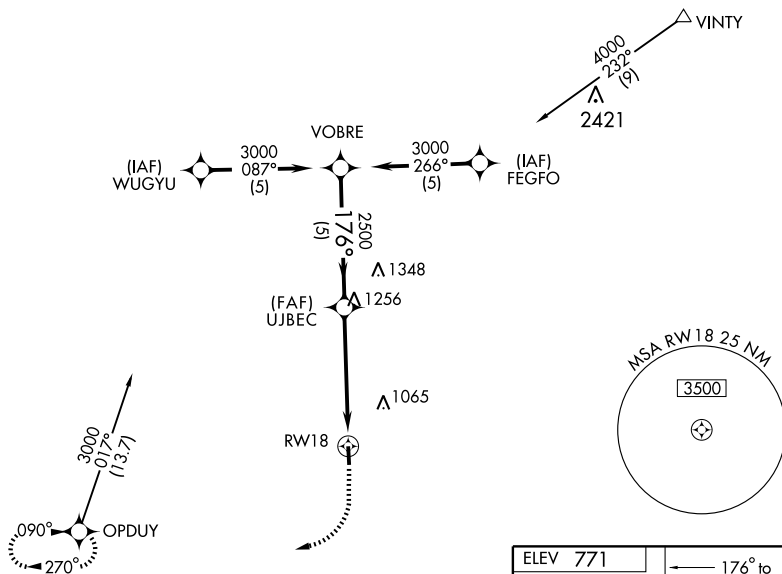 VINTY
4000
232°
(9)
2421
VOBRE
(IAF)
WUGYU
3000
087°
(5)
3000
266°
(5)
(IAF)
FEGFO
2500
176°
(5)
1348
1256
(FAF)
UJBEC
1065
RW18
MSA RW18 25 NM
3500
3000
017°
(13.7)
090°
OPDUY
270°
ELEV 771
176° to